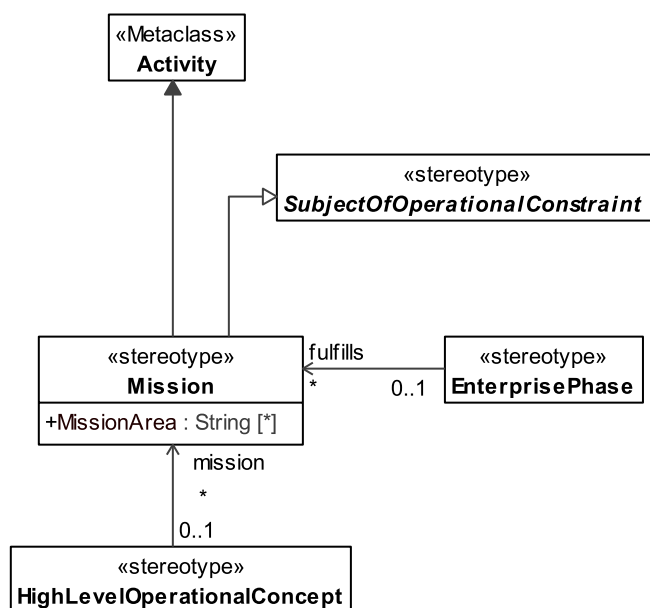 «Metaclass»
Activity
«stereotype»
SubjectOfOperationalConstraint
«stereotype»
Mission
+MissionArea : String [*]
fulfills
*
0..1
«stereotype»
EnterprisePhase
mission
*
0..1
«stereotype»
HighLevelOperationalConcept